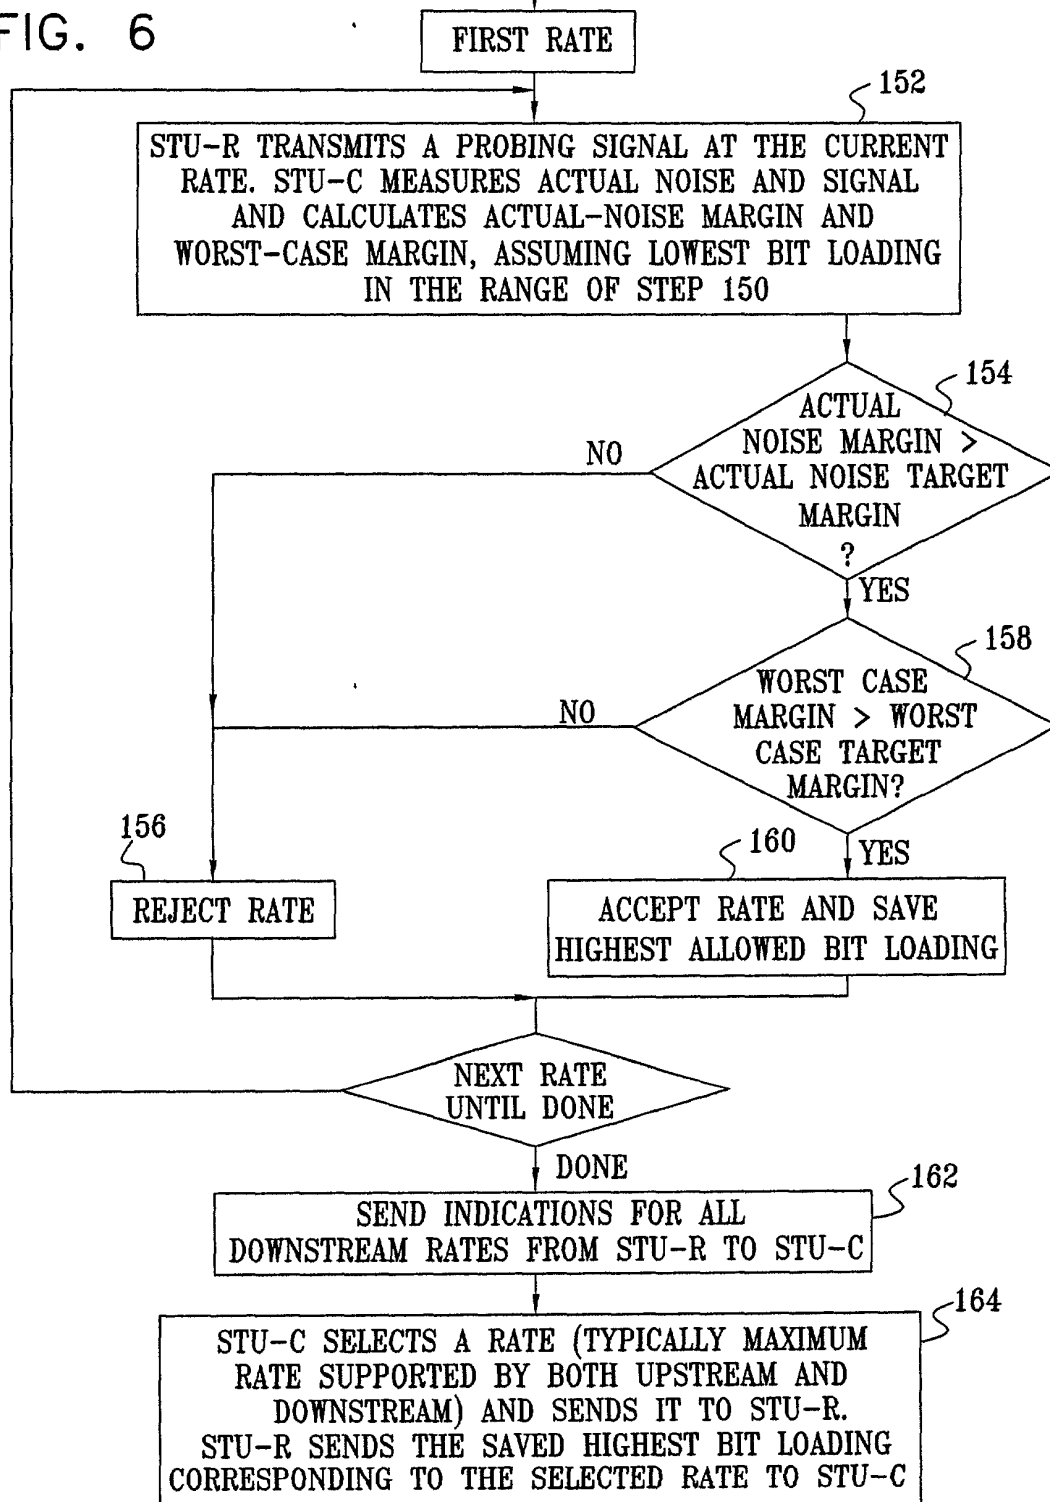 FIG. 6
FIRST RATE
152
STU-R TRANSMITS A PROBING SIGNAL AT THE CURRENT
RATE. STU-C MEASURES ACTUAL NOISE AND SIGNAL
AND CALCULATES ACTUAL-NOISE MARGIN AND
WORST-CASE MARGIN, ASSUMING LOWEST BIT LOADING
IN THE RANGE OF STEP 150
154
ACTUAL
NOISE MARGIN >
ACTUAL NOISE TARGET
MARGIN
?
NO
YES
158
WORST CASE
MARGIN > WORST
CASE TARGET
MARGIN?
NO
YES
156
REJECT RATE
160
ACCEPT RATE AND SAVE
HIGHEST ALLOWED BIT LOADING
NEXT RATE
UNTIL DONE
DONE
162
SEND INDICATIONS FOR ALL
DOWNSTREAM RATES FROM STU-R TO STU-C
164
STU-C SELECTS A RATE (TYPICALLY MAXIMUM
RATE SUPPORTED BY BOTH UPSTREAM AND
DOWNSTREAM) AND SENDS IT TO STU-R.
STU-R SENDS THE SAVED HIGHEST BIT LOADING
CORRESPONDING TO THE SELECTED RATE TO STU-C